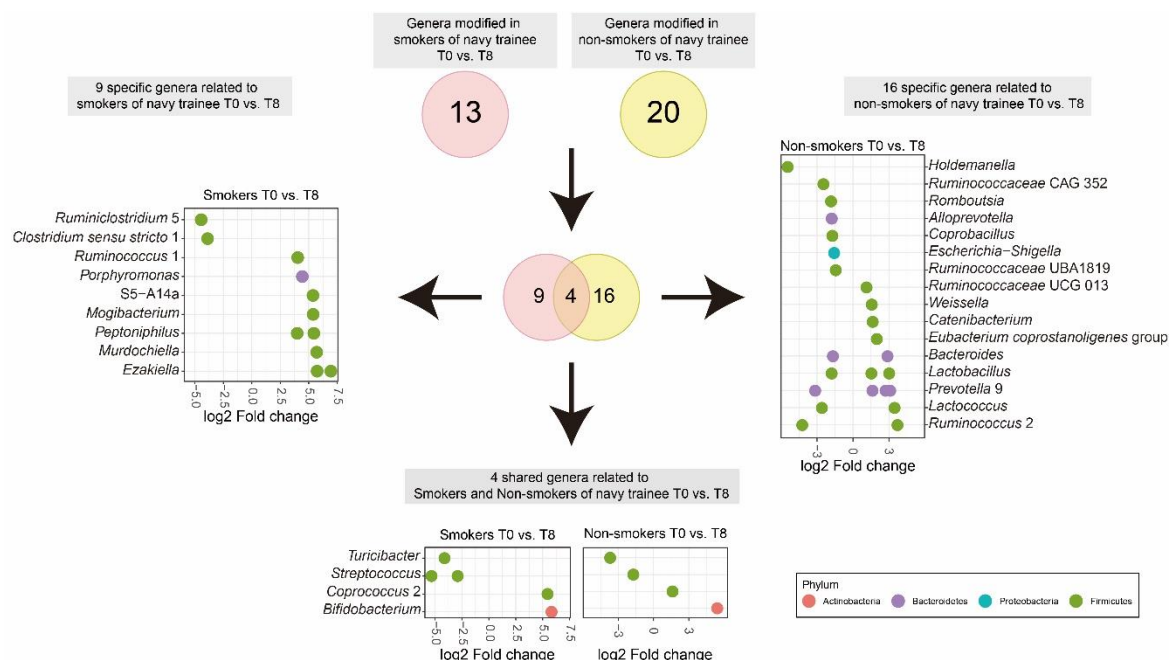 Genera modified in
smokers of navy trainee
T0 vs. T8
Genera modified in
non-smokers of navy trainee
T0 vs. T8
13
20
9 specific genera related to
smokers of navy trainee T0 vs. T8
16 specific genera related to
non-smokers of navy trainee T0 vs. T8
Smokers T0 vs. T8
Ruminiclostridium 5
Clostridium sensu stricto 1
Ruminococcus 1
Porphyromonas
S5−A14a
Mogibacterium
Peptoniphilus
Murdochiella
Ezakiella
−5.0
−2.5
0.0
2.5
5.0
7.5
log2 Fold change
9
4
16
Non-smokers T0 vs. T8
Holdemanella
Ruminococcaceae CAG 352
Romboutsia
Alloprevotella
Coprobacillus
Escherichia−Shigella
Ruminococcaceae UBA1819
Ruminococcaceae UCG 013
Weissella
Catenibacterium
Eubacterium coprostanoligenes group
Bacteroides
Lactobacillus
Prevotella 9
Lactococcus
Ruminococcus 2
−3
0
3
log2 Fold change
4 shared genera related to
Smokers and Non-smokers of navy trainee T0 vs. T8
Smokers T0 vs. T8
Turicibacter
Streptococcus
Coprococcus 2
Bifidobacterium
−5.0
−2.5
0.0
2.5
5.0
7.5
log2 Fold change
Non-smokers T0 vs. T8
−3
0
3
log2 Fold change
Phylum
Actinobacteria
Bacteroidetes
Proteobacteria
Firmicutes